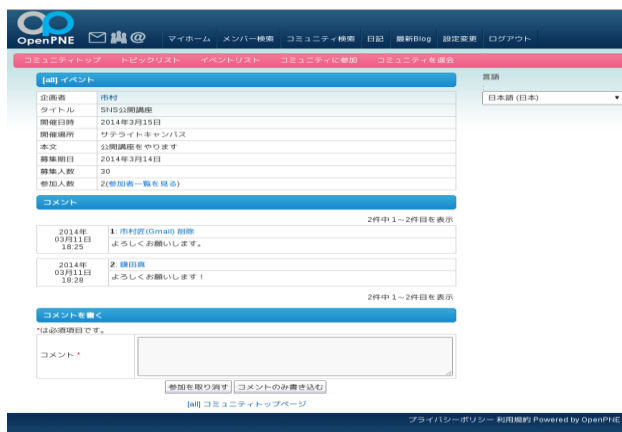 OpenPNE @ マイホーム メンバー検索 コミュニティ検索 日記 最新Blog 設定変更 ログアウト
コミュニティトップ トピックリスト イベントリスト コミュニティに参加 コミュニティを退会
[all] イベント
言語
:
日本語 (日本)
企画者 市村
タイトル SNS公開講座
開催日時 2014年3月15日
開催場所 サテライトキャンパス
本文 公開講座をやります
募集期日 2014年3月14日
募集人数 30
参加人数 2(参加者一覧を見る)
コメント
2件中 1～2件目を表示
2014年
03月11日
18:25
1: 市村匠(Gmail) 削除
よろしくお願いします。
2014年
03月11日
18:28
2: 鎌田真
よろしくお願いします！
2件中 1～2件目を表示
コメントを書く
*は必須項目です。
コメント *
参加を取り消す コメントのみ書き込む
[all] コミュニティトップページ
プライバシーポリシー 利用規約 Powered by OpenPNE